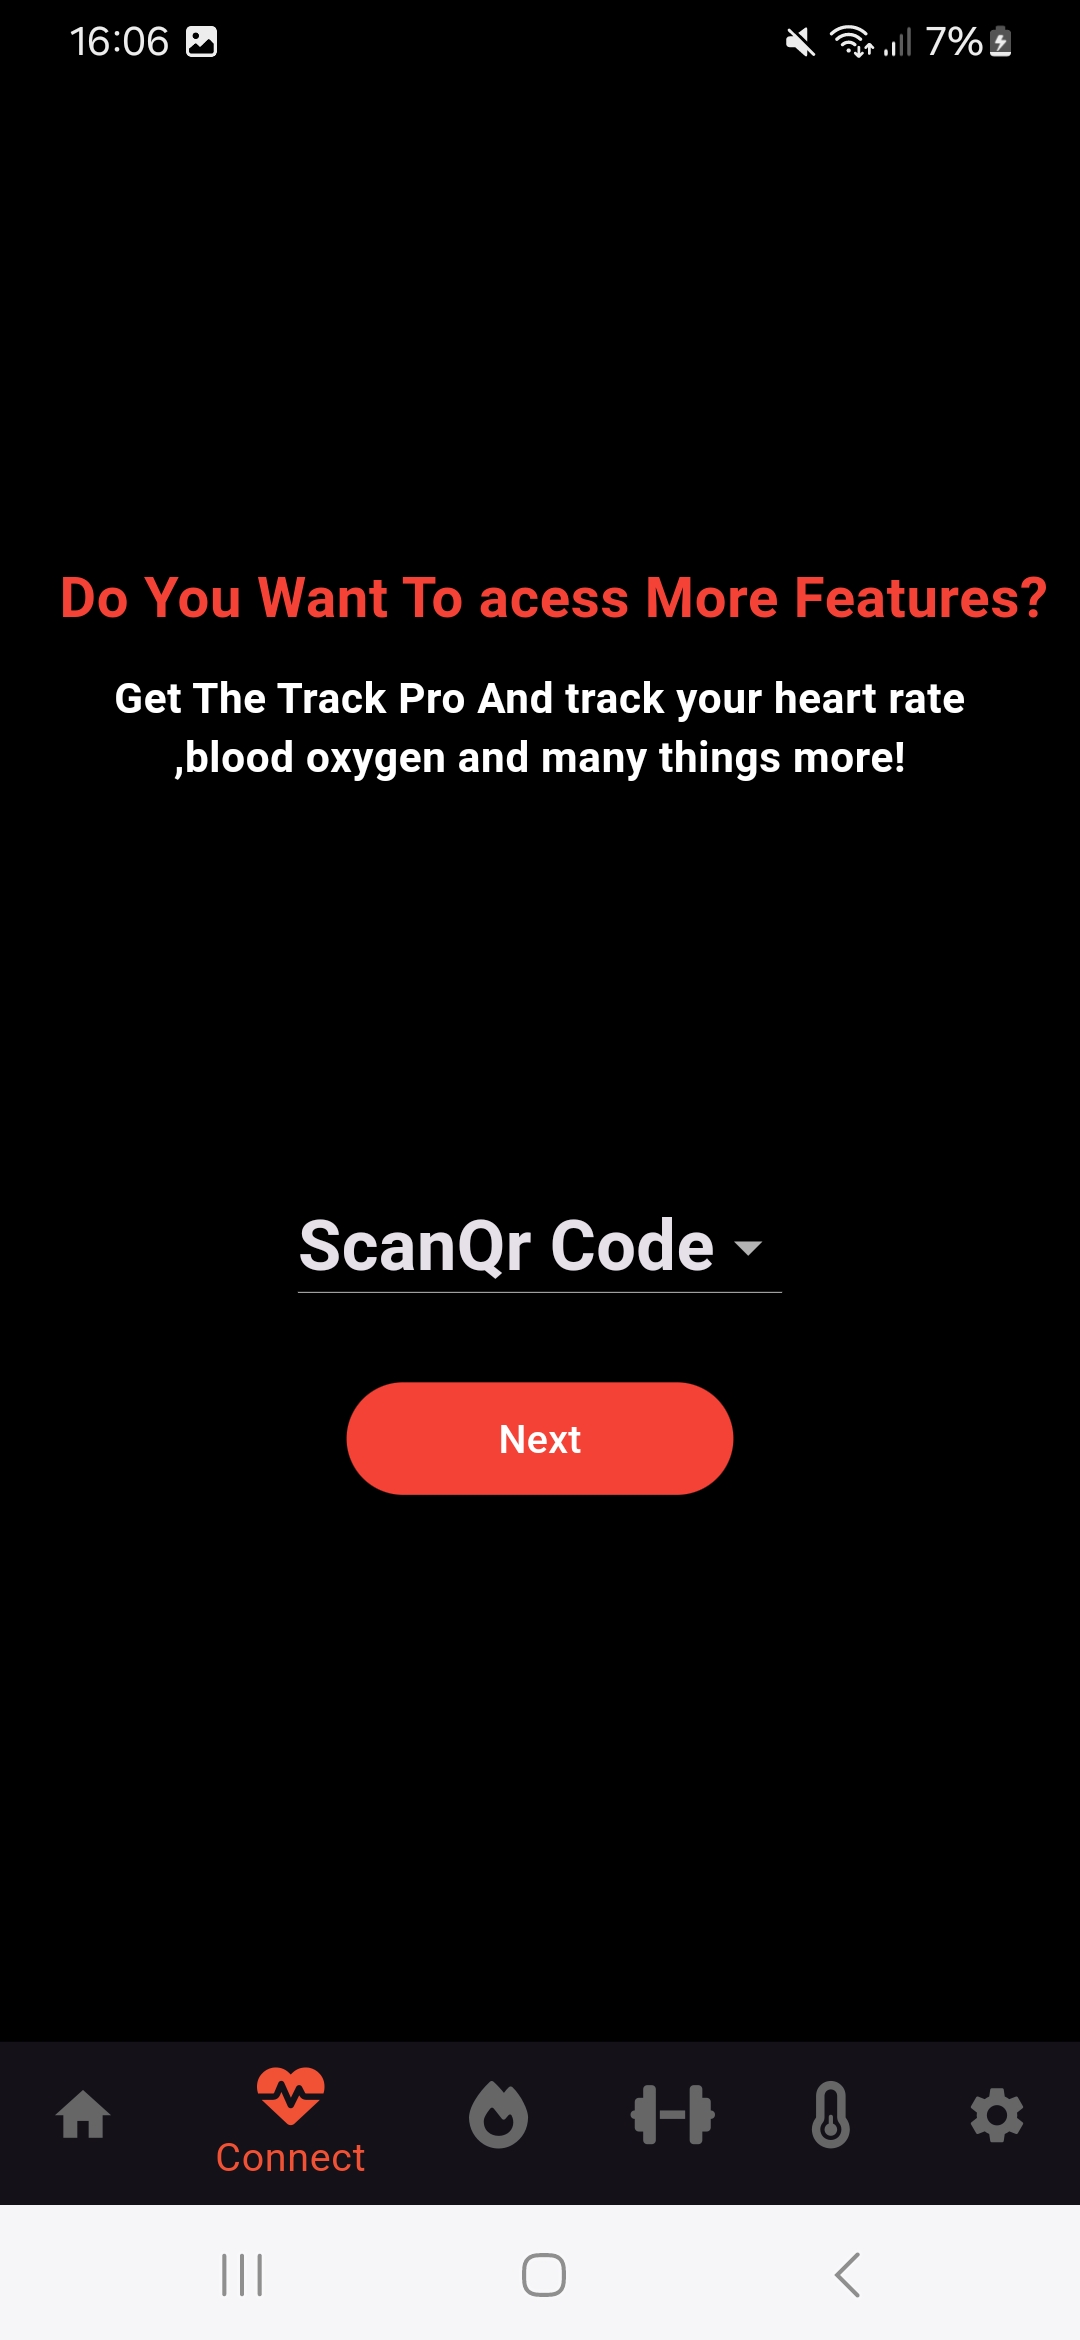 16:06
7%
Do You Want To acess More Features?
Get The Track Pro And track your heart rate
,blood oxygen and many things more!
ScanQr Code
Next
Connect